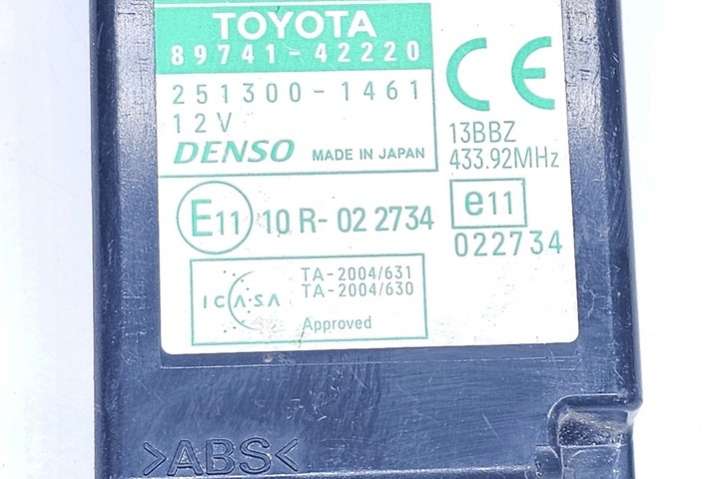 TOYOTA
89741-42220
251300-1461
12V
DENSO MADE IN JAPAN
CE
13BBZ
433.92MHz
E11 10 R-02 2734
e11
022734
ICASA
TA-2004/631
TA-2004/630
Approved
>ABS<